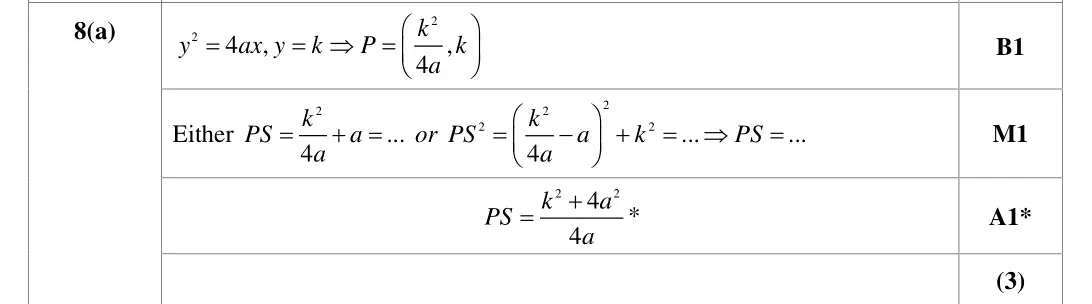 8(a) y² = 4ax, y = k ⇒ P = (k²/4a, k) B1
Either PS = k²/4a + a = ... or PS² = (k²/4a − a)² + k² = ... ⇒ PS = ... M1
PS = (k² + 4a²)/4a * A1*
(3)